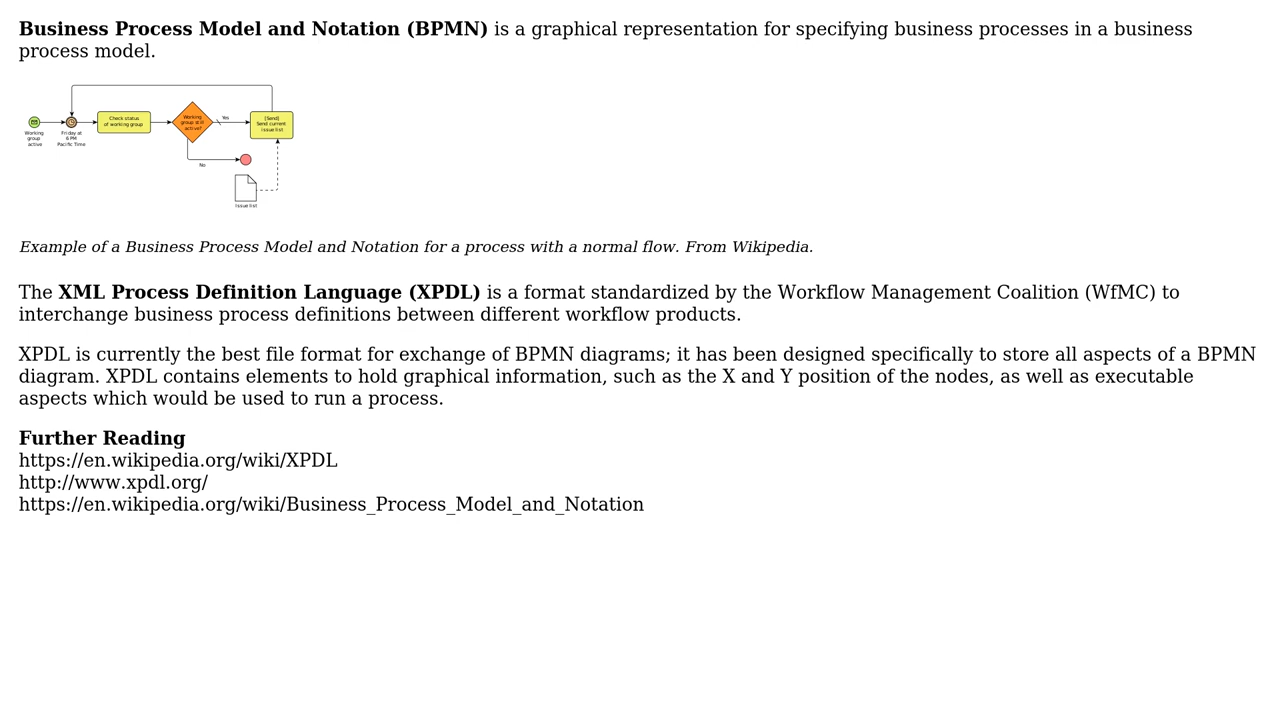 Business Process Model and Notation (BPMN) is a graphical representation for specifying business processes in a business
process model.
Working
group
active
Friday at
6 PM
Pacific Time
Check status
of working group
Working
group still
active?
Yes
[Send]
Send current
issue list
No
Issue list
Example of a Business Process Model and Notation for a process with a normal flow. From Wikipedia.
The XML Process Definition Language (XPDL) is a format standardized by the Workflow Management Coalition (WfMC) to
interchange business process definitions between different workflow products.
XPDL is currently the best file format for exchange of BPMN diagrams; it has been designed specifically to store all aspects of a BPMN
diagram. XPDL contains elements to hold graphical information, such as the X and Y position of the nodes, as well as executable
aspects which would be used to run a process.
Further Reading
https://en.wikipedia.org/wiki/XPDL
http://www.xpdl.org/
https://en.wikipedia.org/wiki/Business_Process_Model_and_Notation